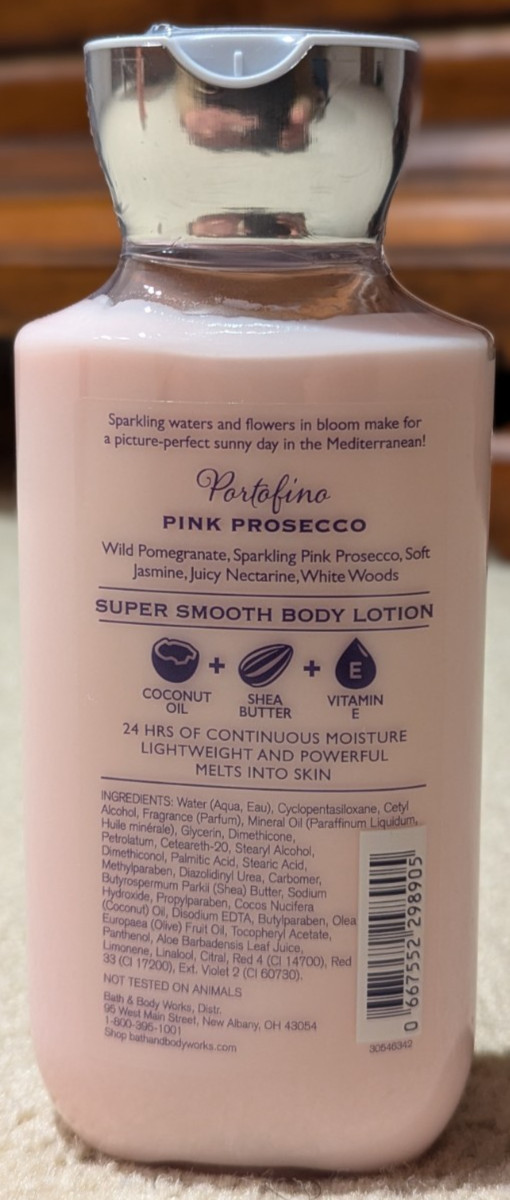 Sparkling waters and flowers in bloom make for
a picture-perfect sunny day in the Mediterranean!
Portofino
PINK PROSECCO
Wild Pomegranate, Sparkling Pink Prosecco, Soft
Jasmine, Juicy Nectarine, White Woods
SUPER SMOOTH BODY LOTION
COCONUT OIL + SHEA BUTTER + E VITAMIN E
24 HRS OF CONTINUOUS MOISTURE
LIGHTWEIGHT AND POWERFUL
MELTS INTO SKIN
INGREDIENTS: Water (Aqua, Eau), Cyclopentasiloxane, Cetyl
Alcohol, Fragrance (Parfum), Mineral Oil (Paraffinum Liquidum,
Huile minérale), Glycerin, Dimethicone,
Petrolatum, Ceteareth-20, Stearyl Alcohol,
Dimethiconol, Palmitic Acid, Stearic Acid,
Methylparaben, Diazolidinyl Urea, Carbomer,
Butyrospermum Parkii (Shea) Butter, Sodium
Hydroxide, Propylparaben, Cocos Nucifera
(Coconut) Oil, Disodium EDTA, Butylparaben, Olea
Europaea (Olive) Fruit Oil, Tocopheryl Acetate,
Panthenol, Aloe Barbadensis Leaf Juice,
Limonene, Linalool, Citral, Red 4 (CI 14700), Red
33 (CI 17200), Ext. Violet 2 (CI 60730).
NOT TESTED ON ANIMALS
Bath & Body Works, Distr.
95 West Main Street, New Albany, OH 43054
1-800-395-1001
Shop bathandbodyworks.com
0 667552 298905
30646342